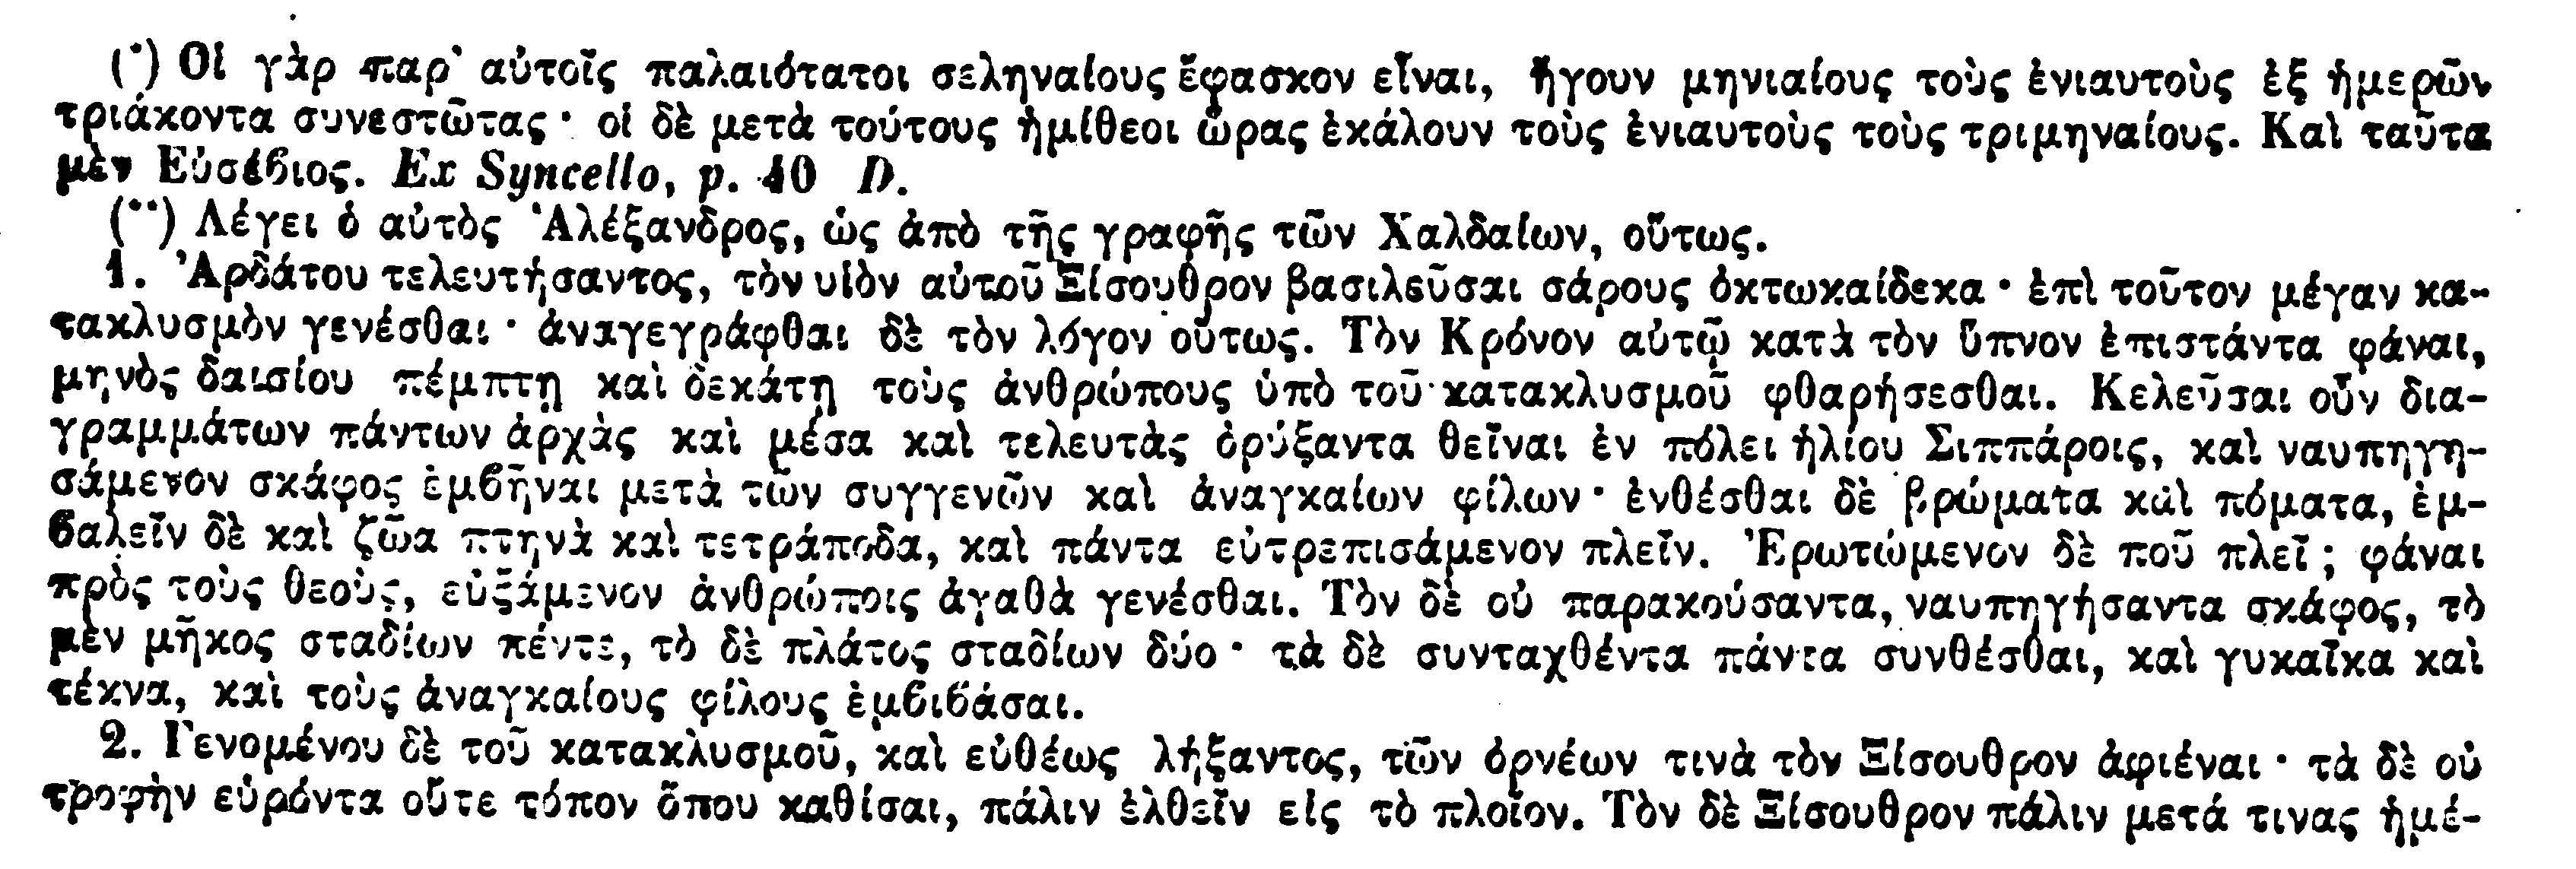 (*) Οἱ γὰρ παρ᾽ αὐτοῖς παλαιότατοι σεληναίους ἔφασκον εἶναι, ἤγουν μηνιαίους τοὺς ἐνιαυτοὺς ἐξ ἡμερῶν
τριάκοντα συνεστῶτας · οἱ δὲ μετὰ τούτους ἡμίθεοι ὥρας ἐκάλουν τοὺς ἐνιαυτοὺς τοὺς τριμηναίους. Καὶ ταῦτα
μὲν Εὐσέϐιος. Ex Syncello, p. 40 D.
(**) Λέγει ὁ αὐτὸς Ἀλέξανδρος, ὡς ἀπὸ τῆς γραφῆς τῶν Χαλδαίων, οὕτως.
1. Ἀρδάτου τελευτήσαντος, τὸν υἱὸν αὐτοῦ Ξίσουθρον βασιλεῦσαι σάρους ὀκτωκαίδεκα · ἐπὶ τοῦτον μέγαν κα-
τακλυσμὸν γενέσθαι · ἀναγεγράφθαι δὲ τὸν λόγον οὕτως. Τὸν Κρόνον αὐτῷ κατὰ τὸν ὕπνον ἐπιστάντα φάναι,
μηνὸς δαισίου πέμπτῃ καὶ δεκάτῃ τοὺς ἀνθρώπους ὑπὸ τοῦ κατακλυσμοῦ φθαρήσεσθαι. Κελεῦσαι οὖν δια-
γραμμάτων πάντων ἀρχὰς καὶ μέσα καὶ τελευτὰς ὀρύξαντα θεῖναι ἐν πόλει ἡλίου Σιππάροις, καὶ ναυπηγη-
σάμενον σκάφος ἐμϐῆναι μετὰ τῶν συγγενῶν καὶ ἀναγκαίων φίλων · ἐνθέσθαι δὲ βρώματα καὶ πόματα, ἐμ-
ϐαλεῖν δὲ καὶ ζῶα πτηνὰ καὶ τετράποδα, καὶ πάντα εὐτρεπισάμενον πλεῖν. Ἐρωτώμενον δὲ ποῦ πλεῖ ; φάναι
πρὸς τοὺς θεοὺς, εὐξάμενον ἀνθρώποις ἀγαθὰ γενέσθαι. Τὸν δὲ οὐ παρακούσαντα, ναυπηγήσαντα σκάφος, τὸ
μὲν μῆκος σταδίων πέντε, τὸ δὲ πλάτος σταδίων δύο · τὰ δὲ συνταχθέντα πάντα συνθέσθαι, καὶ γυκαῖκα καὶ
τέκνα, καὶ τοὺς ἀναγκαίους φίλους ἐμϐιϐάσαι.
2. Γενομένου δὲ τοῦ κατακλυσμοῦ, καὶ εὐθέως λήξαντος, τῶν ὀρνέων τινὰ τὸν Ξίσουθρον ἀφιέναι · τὰ δὲ οὐ
τροφὴν εὑρόντα οὔτε τόπον ὅπου καθίσαι, πάλιν ἐλθεῖν εἰς τὸ πλοῖον. Τὸν δὲ Ξίσουθρον πάλιν μετά τινας ἡμέ-